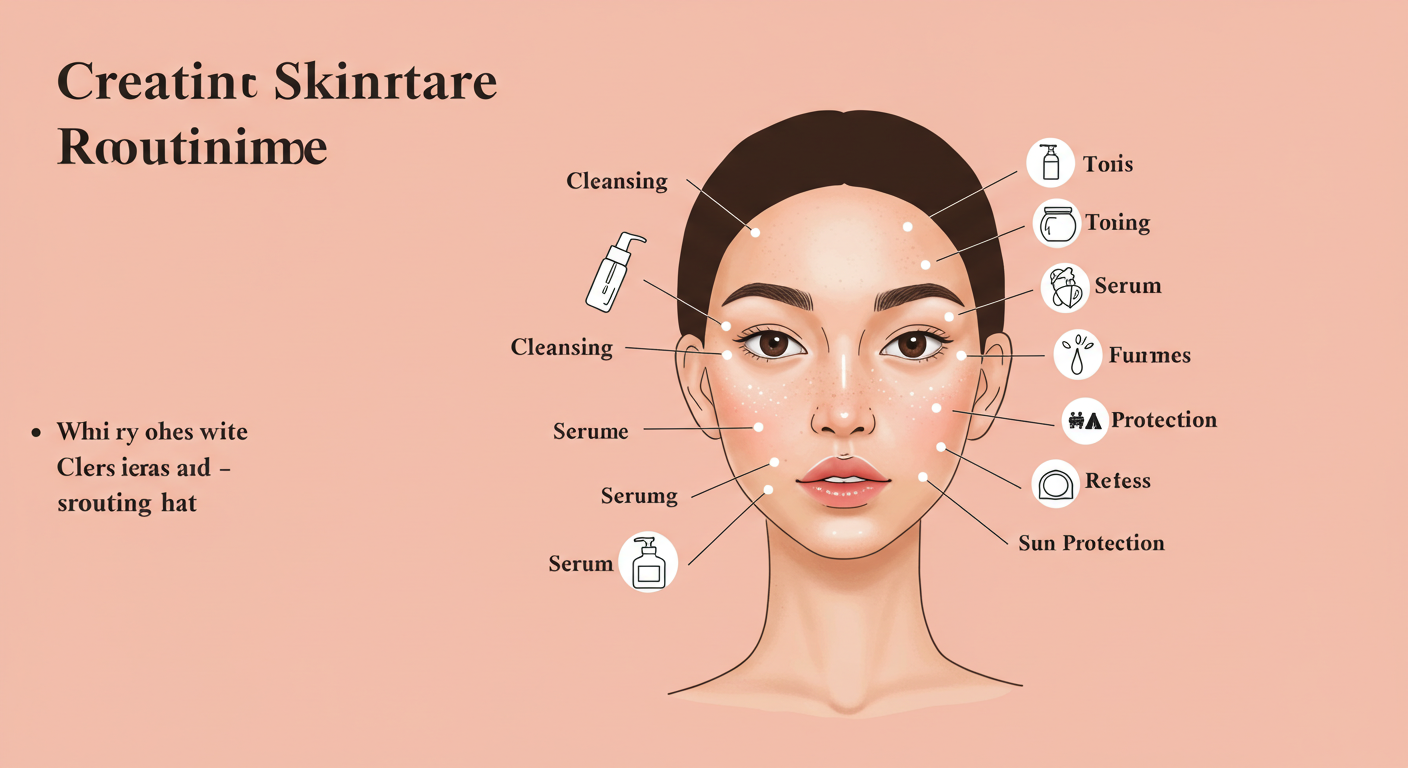 Creatint Skinrtare
Rooutinime
Cleansing
Cleansing
Serume
Serumg
Serum
Toris
Toiing
Serum
Funmes
Protection
Refess
Sun Protection
Whi ry ohes wite
Clers ieras aid –
srouting hat